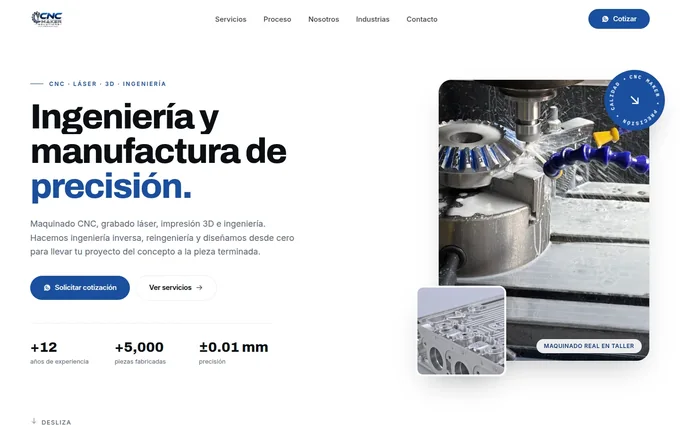 CNC
MAKER
Servicios Proceso Nosotros Industrias Contacto
Cotizar
CNC · LÁSER · 3D · INGENIERÍA
Ingeniería y
manufactura de
precisión.
Maquinado CNC, grabado láser, impresión 3D e ingeniería.
Hacemos ingeniería inversa, reingeniería y diseñamos desde cero
para llevar tu proyecto del concepto a la pieza terminada.
Solicitar cotización
Ver servicios →
+12
años de experiencia
+5,000
piezas fabricadas
±0.01 mm
precisión
CNC MAKER • PRECISIÓN • CALIDAD •
MAQUINADO REAL EN TALLER
DESLIZA